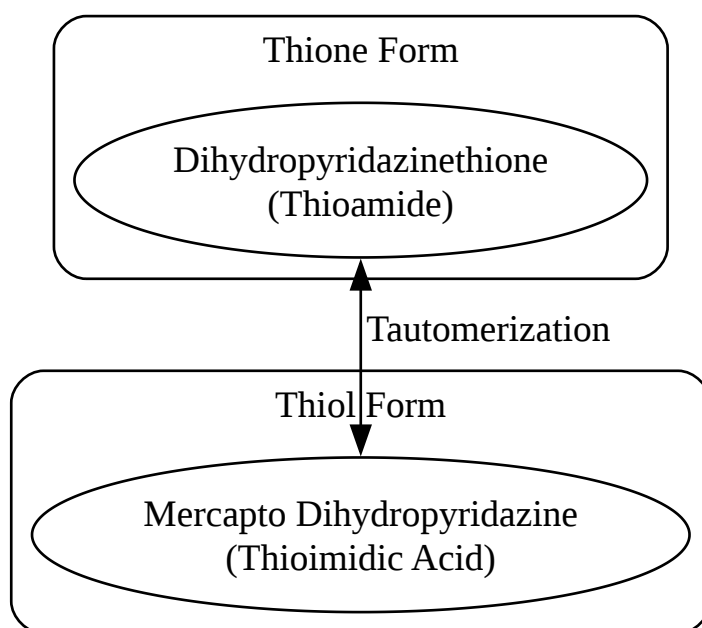 Thione Form
Dihydropyridazinethione
(Thioamide)
Tautomerization
Thiol Form
Mercapto Dihydropyridazine
(Thioimidic Acid)